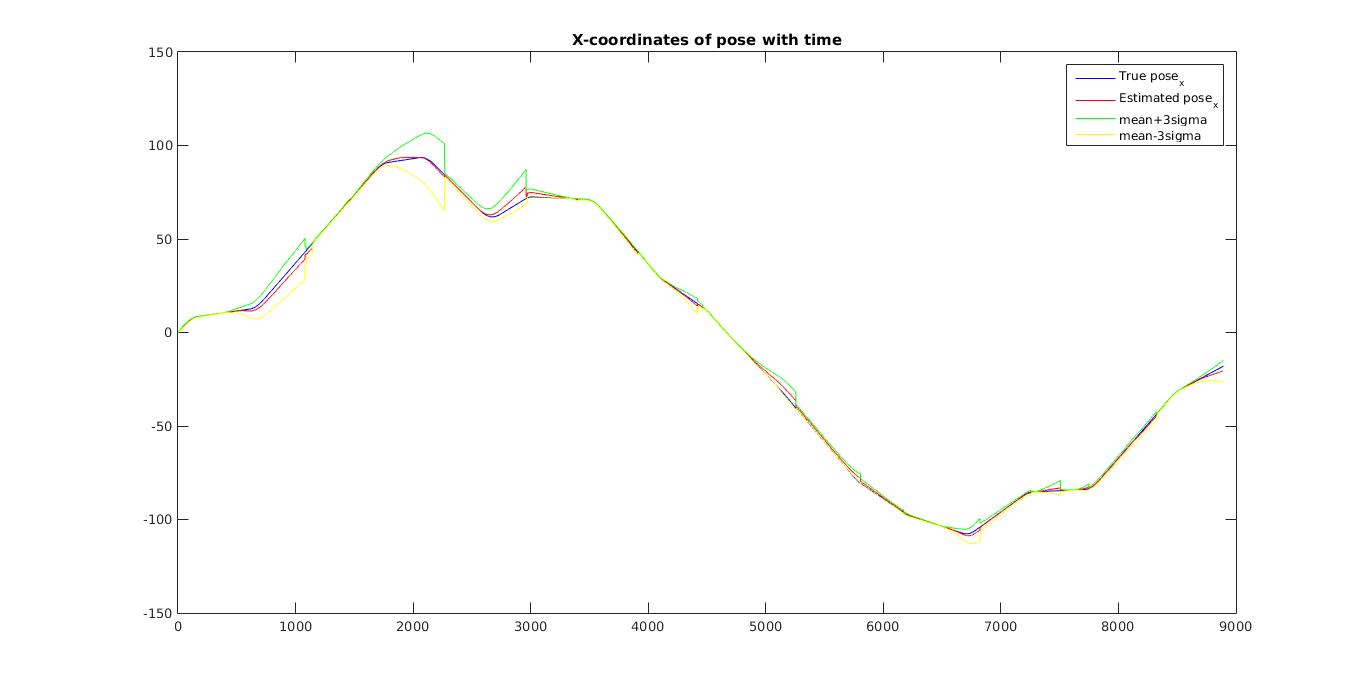 X-coordinates of pose with time
150
100
50
0
-50
-100
-150
0 1000 2000 3000 4000 5000 6000 7000 8000 9000
True pose_x
Estimated pose_x
mean+3sigma
mean-3sigma